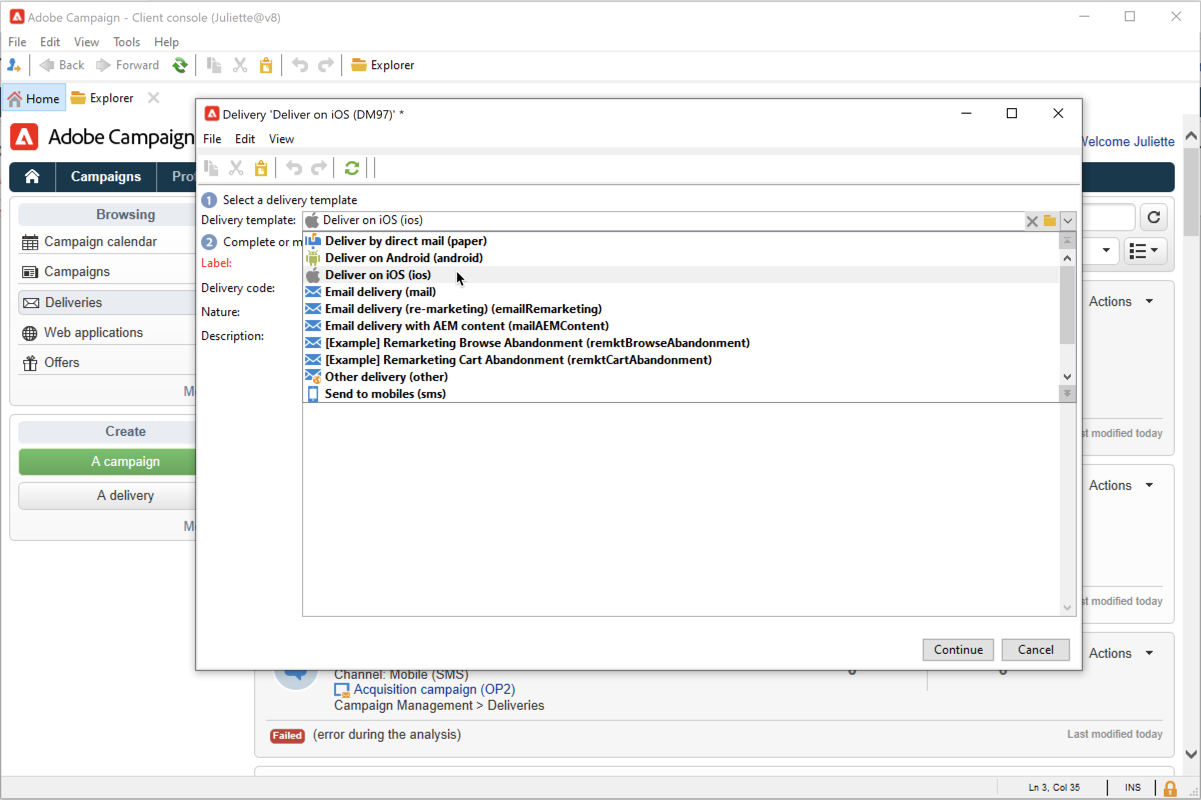 Adobe Campaign - Client console (Juliette@v8)
File Edit View Tools Help
Back Forward Explorer
Home Explorer
Adobe Campaign
Welcome Juliette
Campaigns
Browsing
Campaign calendar
Campaigns
Deliveries
Web applications
Offers
Create
A campaign
A delivery
Delivery 'Deliver on iOS (DM97)' *
File Edit View
1 Select a delivery template
Delivery template: Deliver on iOS (ios)
2 Complete or m
Label:
Delivery code:
Nature:
Description:
Deliver by direct mail (paper)
Deliver on Android (android)
Deliver on iOS (ios)
Email delivery (mail)
Email delivery (re-marketing) (emailRemarketing)
Email delivery with AEM content (mailAEMContent)
[Example] Remarketing Browse Abandonment (remktBrowseAbandonment)
[Example] Remarketing Cart Abandonment (remktCartAbandonment)
Other delivery (other)
Send to mobiles (sms)
Continue Cancel
Actions
st modified today
Actions
st modified today
Actions
Channel: Mobile (SMS)
Acquisition campaign (OP2)
Campaign Management > Deliveries
Failed (error during the analysis)
Last modified today
Ln 3, Col 35 INS